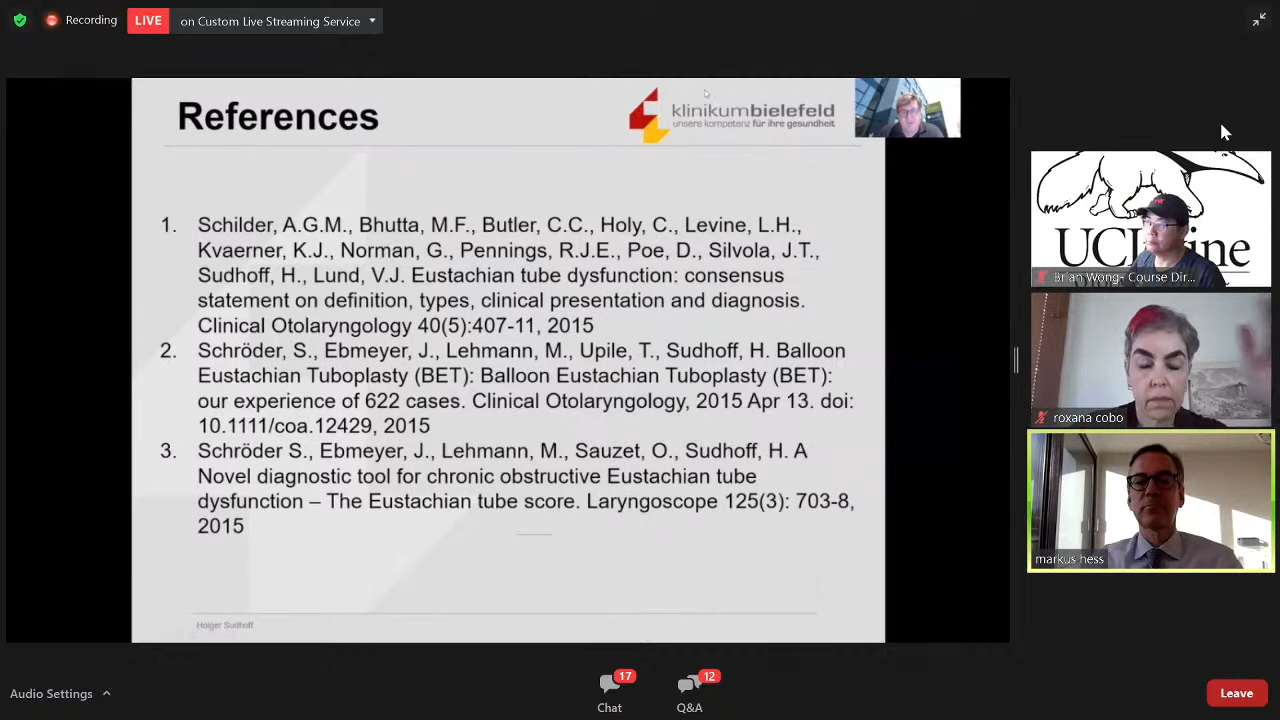 Recording
LIVE
on Custom Live Streaming Service
References
klinikumbielefeld
unsere kompetenz für ihre gesundheit
1. Schilder, A.G.M., Bhutta, M.F., Butler, C.C., Holy, C., Levine, L.H.,
Kvaerner, K.J., Norman, G., Pennings, R.J.E., Poe, D., Silvola, J.T.,
Sudhoff, H., Lund, V.J. Eustachian tube dysfunction: consensus
statement on definition, types, clinical presentation and diagnosis.
Clinical Otolaryngology 40(5):407-11, 2015
2. Schröder, S., Ebmeyer, J., Lehmann, M., Upile, T., Sudhoff, H. Balloon
Eustachian Tuboplasty (BET): Balloon Eustachian Tuboplasty (BET):
our experience of 622 cases. Clinical Otolaryngology, 2015 Apr 13. doi:
10.1111/coa.12429, 2015
3. Schröder S., Ebmeyer, J., Lehmann, M., Sauzet, O., Sudhoff, H. A
Novel diagnostic tool for chronic obstructive Eustachian tube
dysfunction – The Eustachian tube score. Laryngoscope 125(3): 703-8,
2015
Holger Sudhoff
Brian Wong- Course Dir...
roxana cobo
markus hess
Audio Settings
17
Chat
12
Q&A
Leave